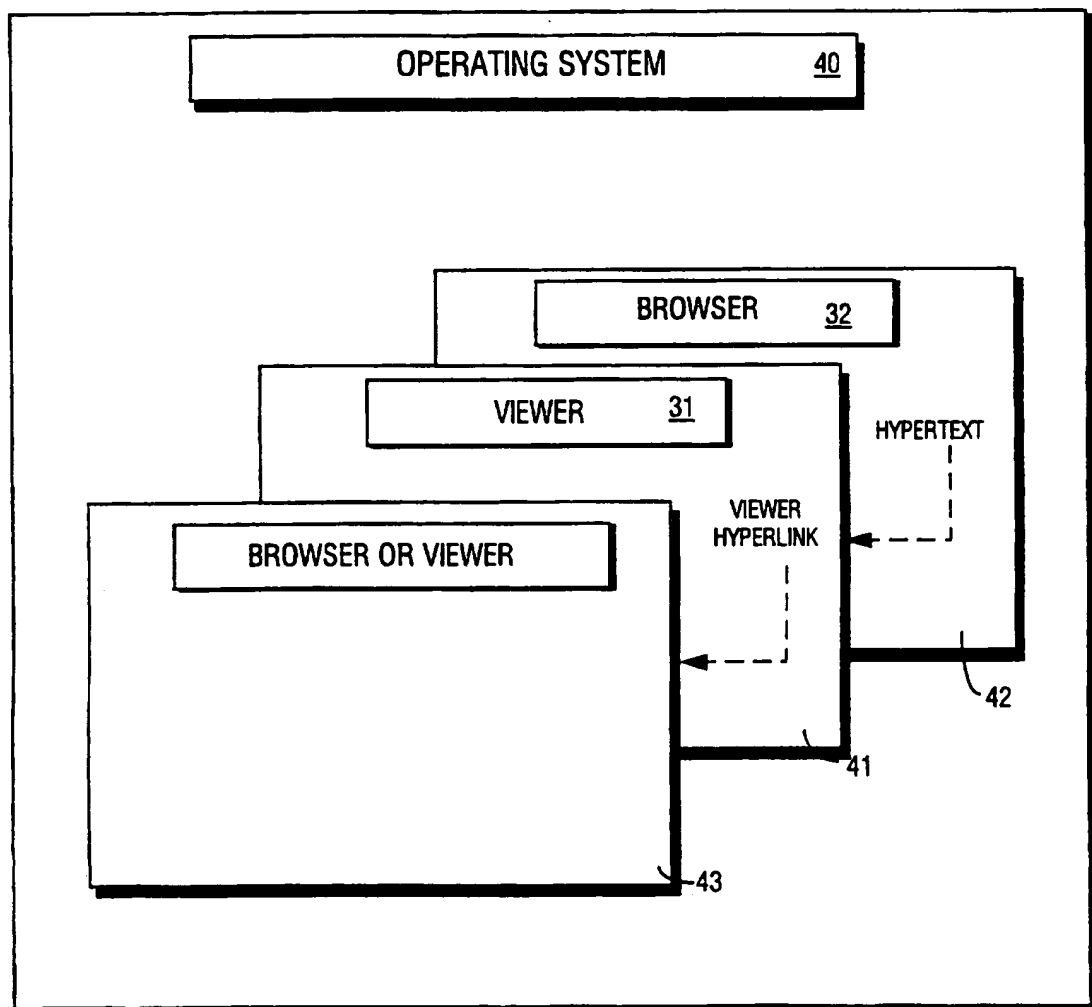 OPERATING SYSTEM 40
BROWSER 32
VIEWER 31
HYPERTEXT
VIEWER
HYPERLINK
BROWSER OR VIEWER
42
41
43